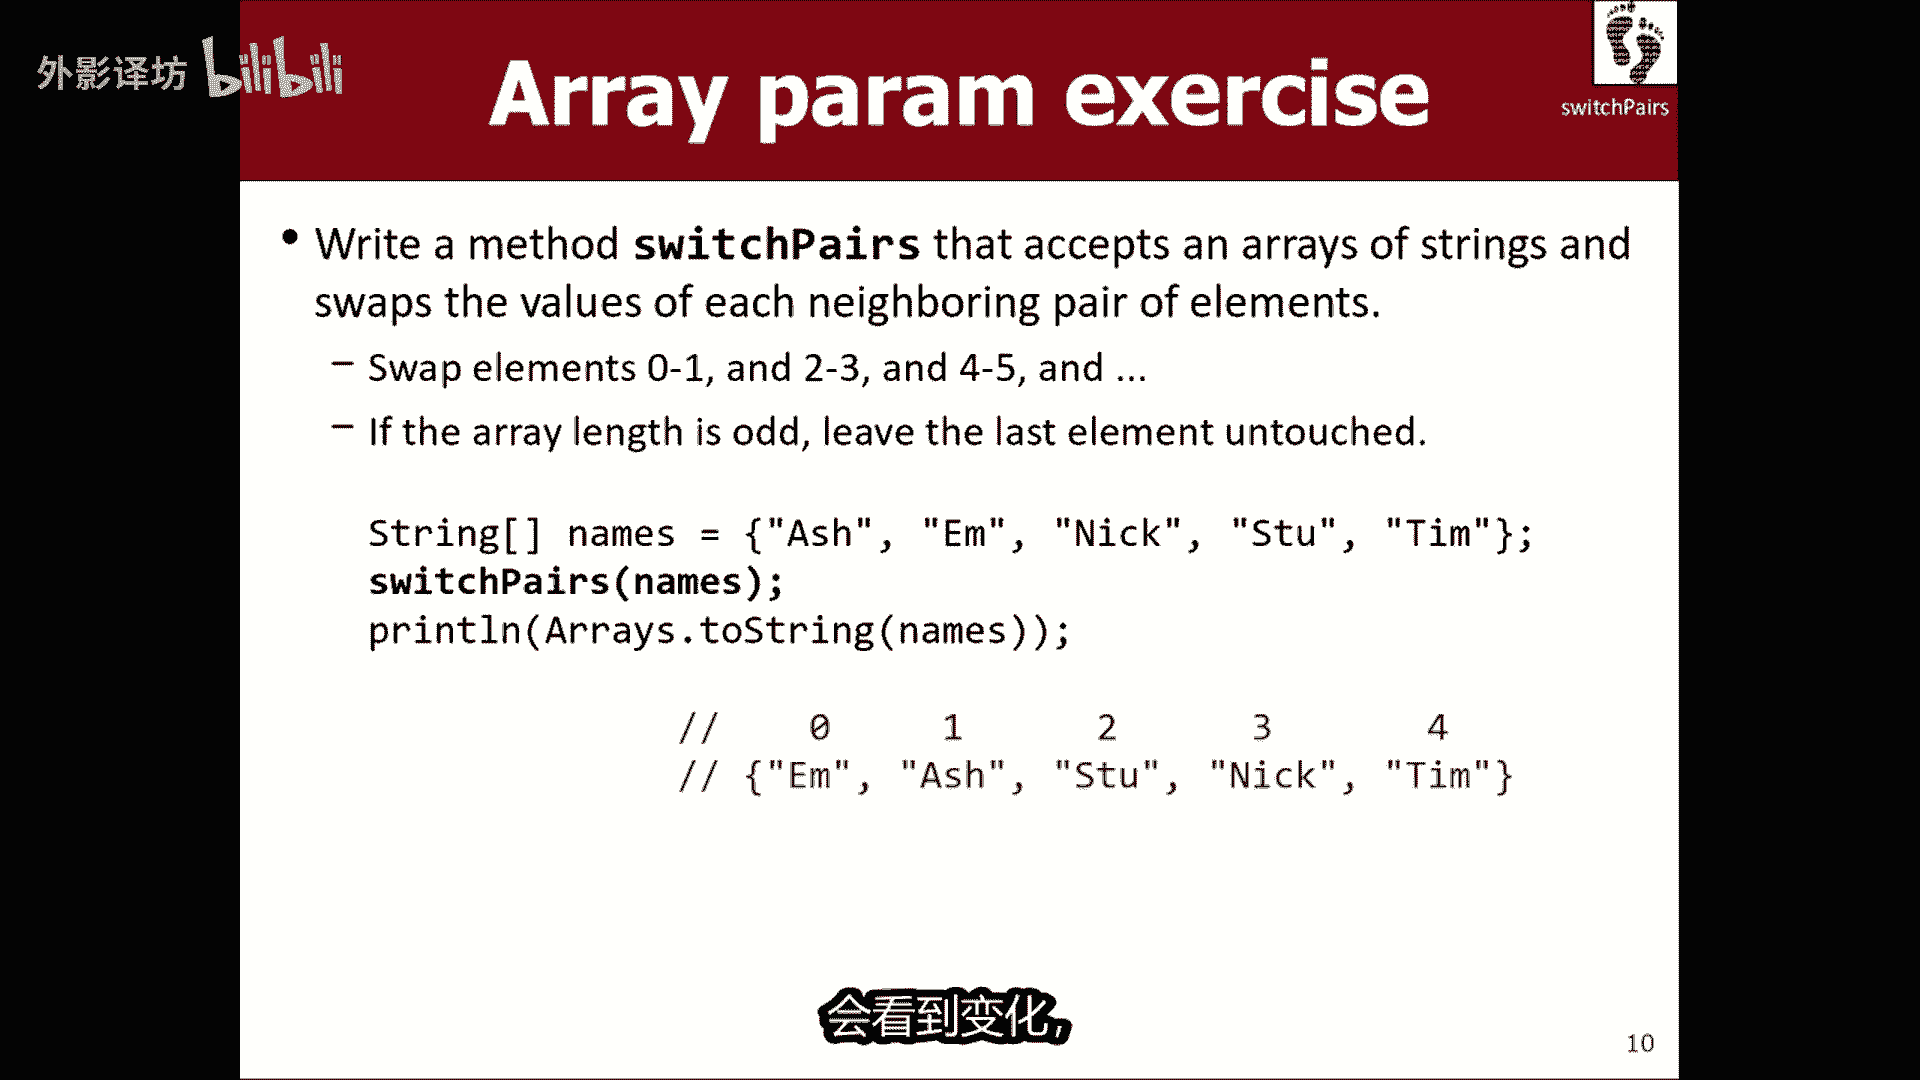 外影译坊 bilibili
Array param exercise
switchPairs
• Write a method switchPairs that accepts an arrays of strings and
swaps the values of each neighboring pair of elements.
– Swap elements 0-1, and 2-3, and 4-5, and ...
– If the array length is odd, leave the last element untouched.
String[] names = {"Ash", "Em", "Nick", "Stu", "Tim"};
switchPairs(names);
println(Arrays.toString(names));
// 0 1 2 3 4
// {"Em", "Ash", "Stu", "Nick", "Tim"}
会看到变化,
10